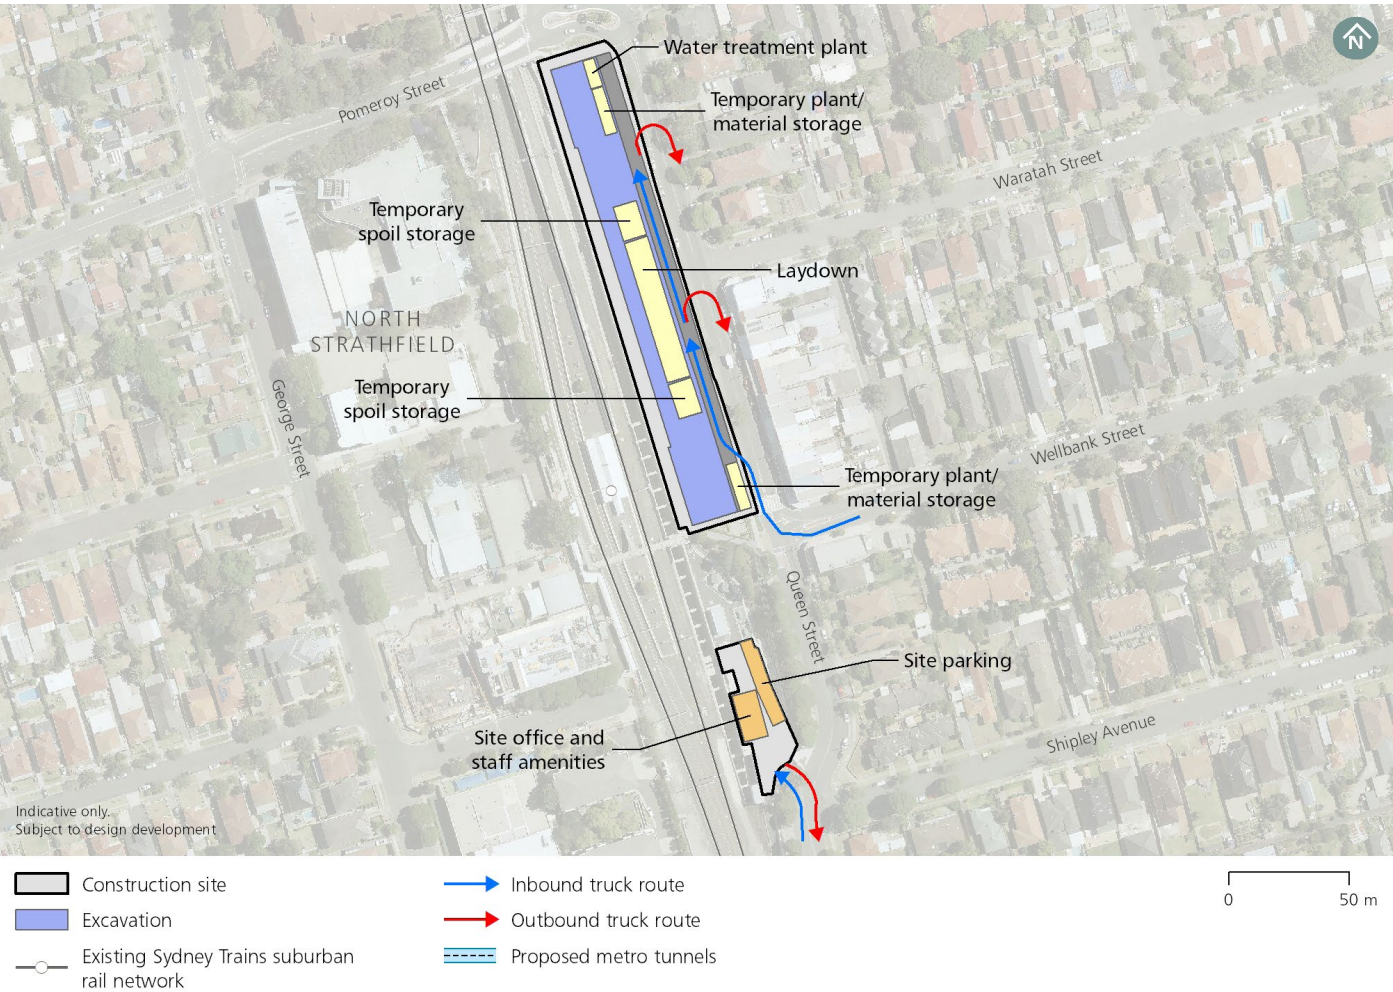 N
Water treatment plant
Pomeroy Street
Temporary plant/
material storage
Waratah Street
Temporary
spoil storage
Laydown
NORTH
STRATHFIELD
George Street
Temporary
spoil storage
Wellbank Street
Temporary plant/
material storage
Queen Street
Site parking
Shipley Avenue
Site office and
staff amenities
Indicative only.
Subject to design development
Construction site
Excavation
Existing Sydney Trains suburban
rail network
Inbound truck route
Outbound truck route
Proposed metro tunnels
0 50 m